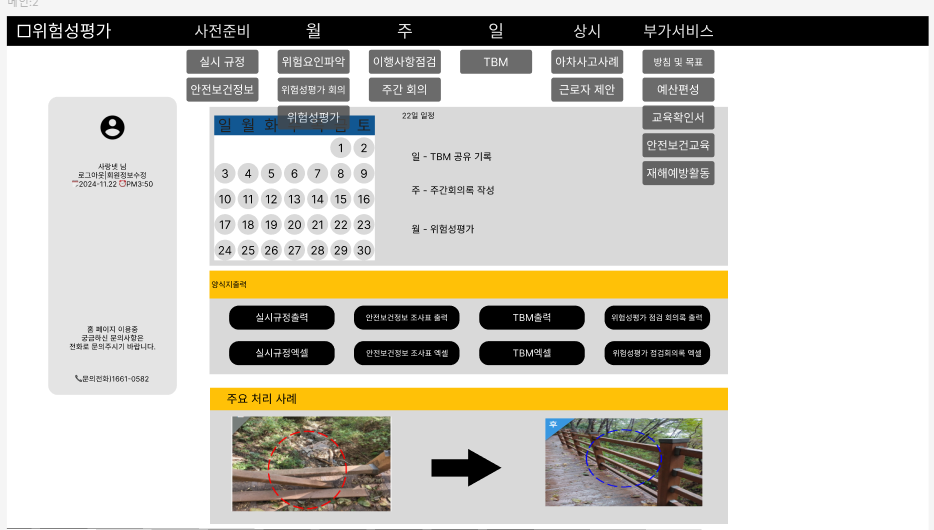 메인:2
위험성평가
사전준비 월 주 일 상시 부가서비스
실시 규정 위험요인파악 이행사항점검 TBM 아차사고사례 방침 및 목표
안전보건정보 위험성평가 회의 주간 회의 근로자 제안 예산편성
위험성평가 교육확인서
안전보건교육
재해예방활동
사랑넷 님
로그아웃|회원정보수정
2024-11.22 PM3:50
홈 페이지 이용중
궁금하신 문의사항은
전화로 문의주시기 바랍니다.
문의전화)1661-0582
일 월 화 토
1 2
3 4 5 6 7 8 9
10 11 12 13 14 15 16
17 18 19 20 21 22 23
24 25 26 27 28 29 30
22일 일정
일 - TBM 공유 기록
주 - 주간회의록 작성
월 - 위험성평가
양식지출력
실시규정출력 안전보건정보 조사표 출력 TBM출력 위험성평가 점검 회의록 출력
실시규정엑셀 안전보건정보 조사표 엑셀 TBM엑셀 위험성평가 점검회의록 엑셀
주요 처리 사례
후